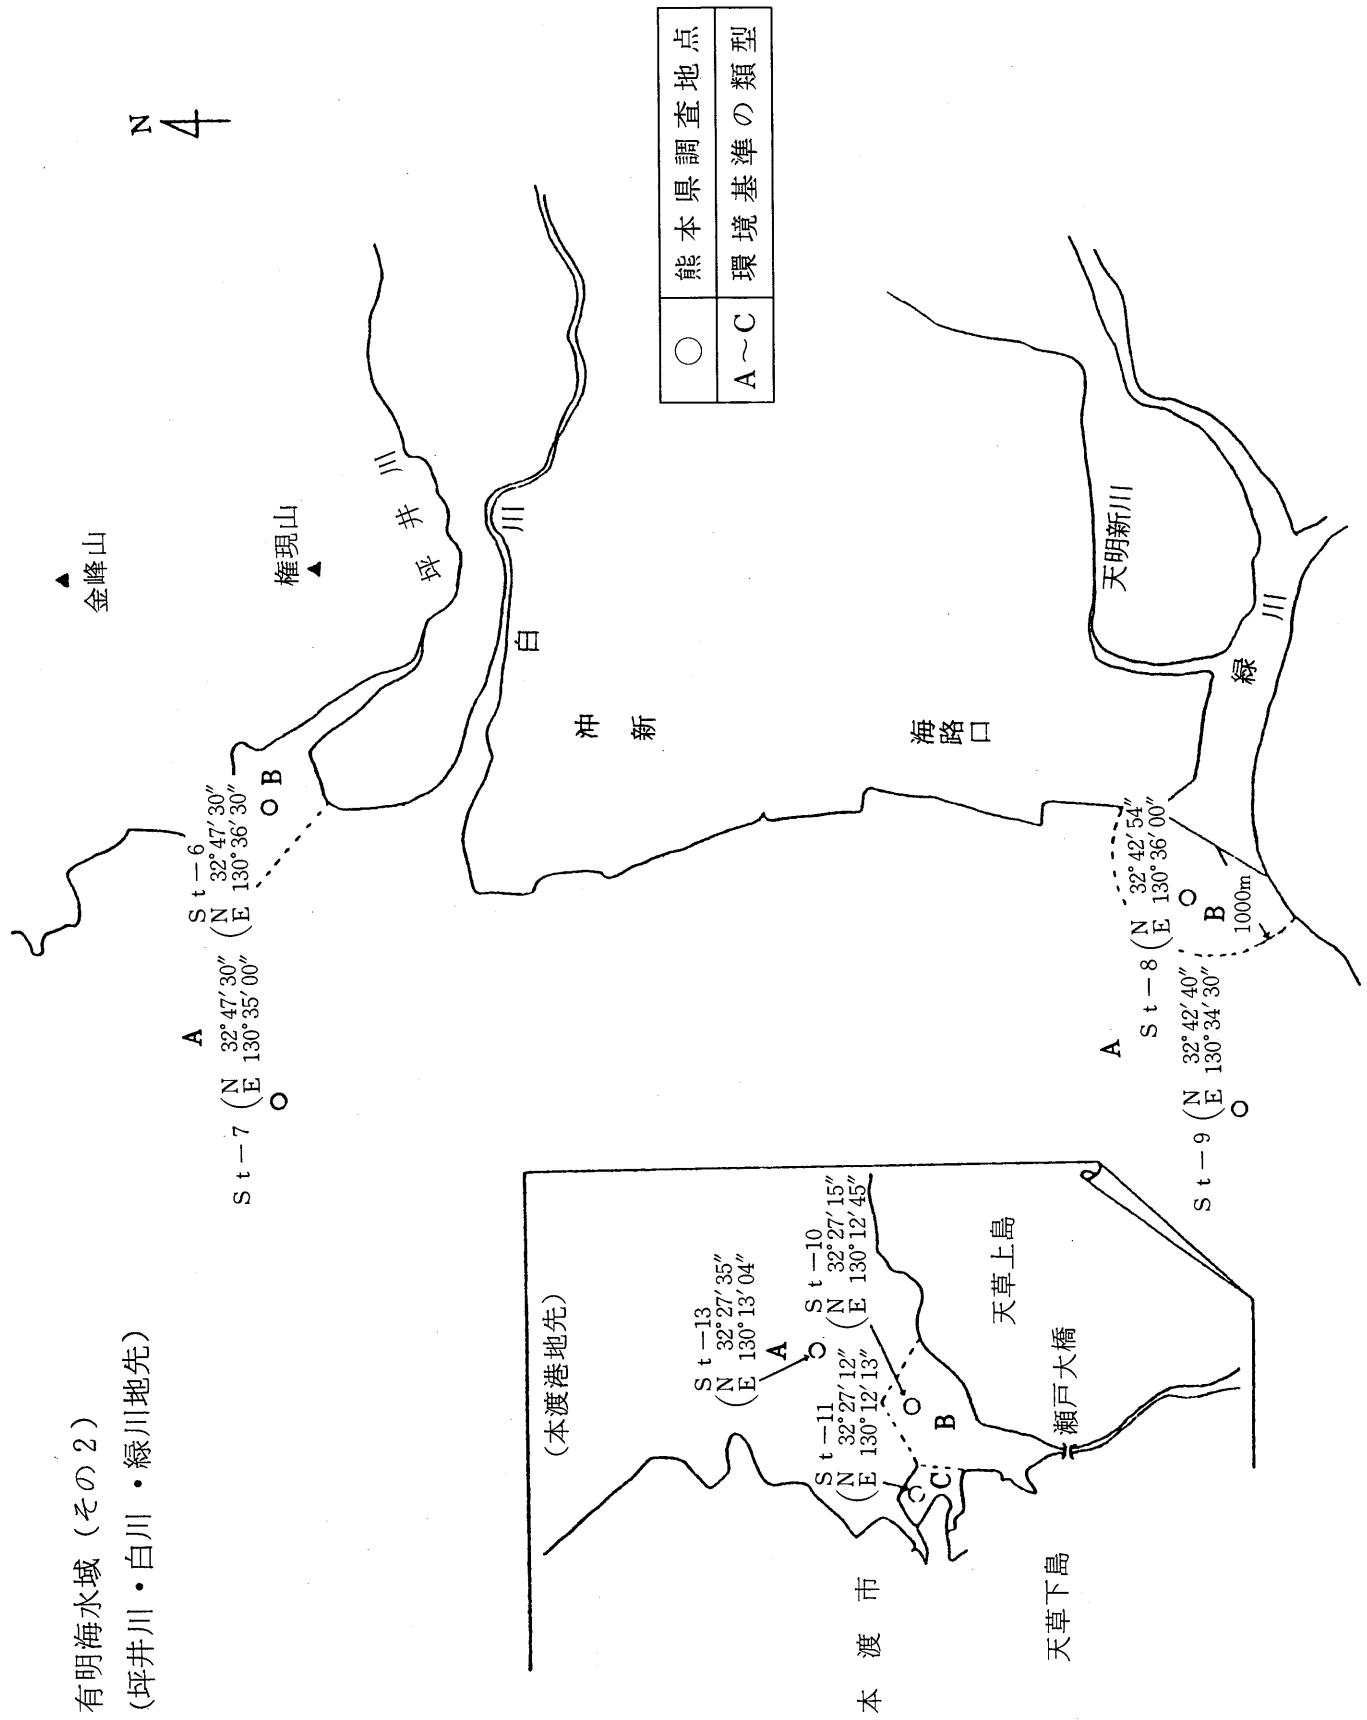 有明海水域（その2）
（坪井川・白川・緑川地先）
N
金峰山
権現山
坪井川
白川
沖新
海路口
天明新川
緑川
St－6
(N 32°47′30″
E 130°36′30″
B
A
St－7 (N 32°47′30″
E 130°35′00″
St－8 (N 32°42′54″
E 130°36′00″
B
1000m
A
St－9 (N 32°42′40″
E 130°34′30″
○ 熊本県調査地点
A～C 環境基準の類型
（本渡港地先）
St－13
(N 32°27′35″
E 130°13′04″
A
St－10
(N 32°27′15″
E 130°12′45″
St－11
(N 32°27′12″
E 130°12′13″
B
C
瀬戸大橋
天草上島
本渡市
天草下島